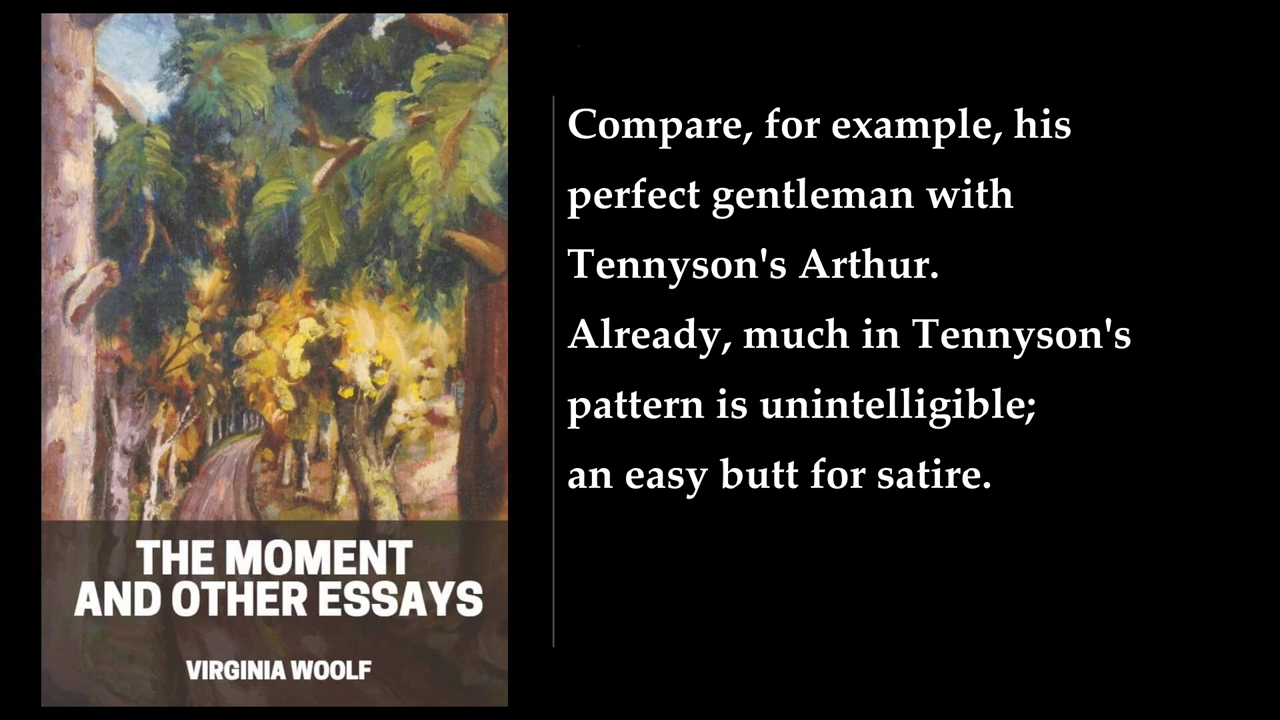 Compare, for example, his
perfect gentleman with
Tennyson's Arthur.
Already, much in Tennyson's
pattern is unintelligible;
an easy butt for satire.
THE MOMENT
AND OTHER ESSAYS
VIRGINIA WOOLF